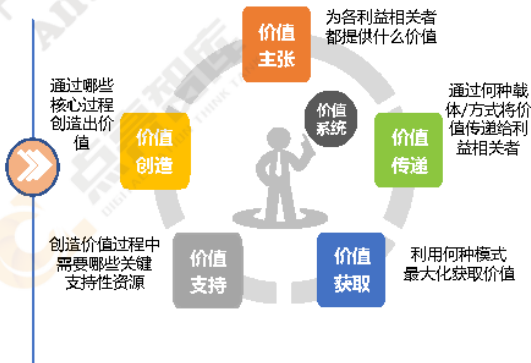 价值
主张
为各利益相关者
都提供什么价值
通过哪些
核心过程
创造出价
值
价值
创造
价值
系统
价值
传递
通过何种载
体/方式将价
值传递给利
益相关者
创造价值过程中
需要哪些关键
支持性资源
价值
支持
价值
获取
利用何种模式
最大化获取价值